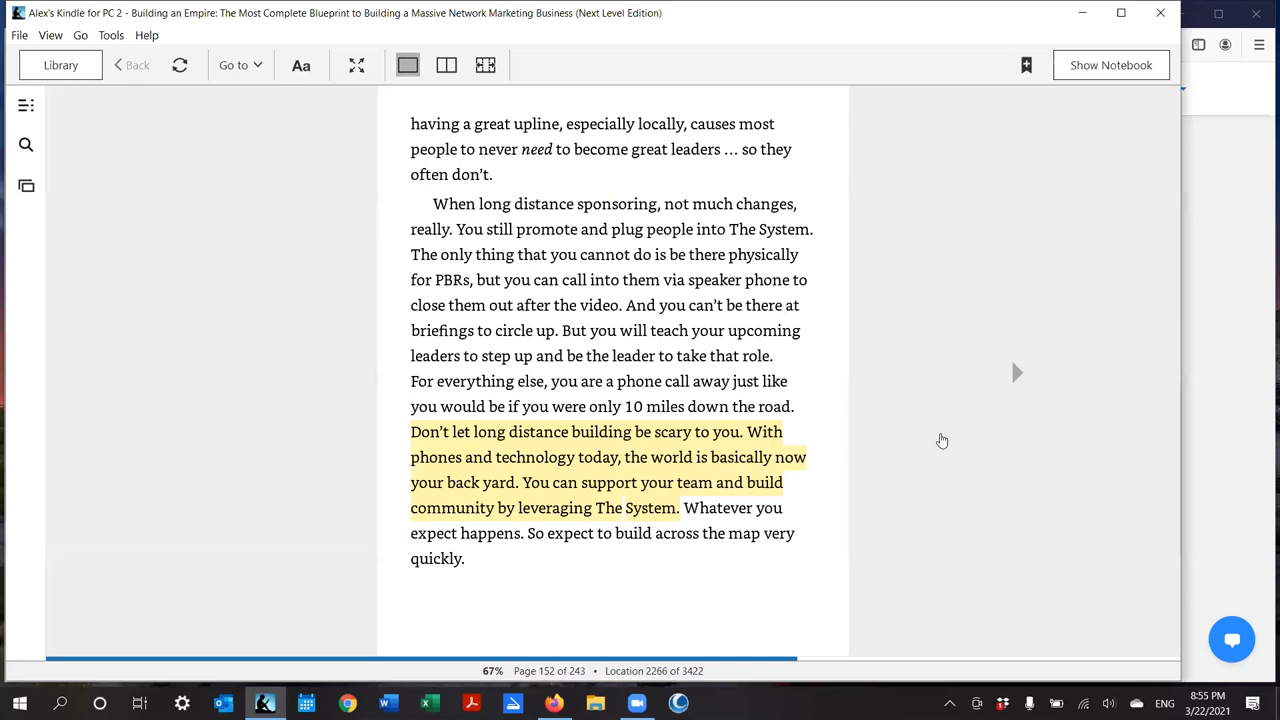 Alex's Kindle for PC 2 - Building an Empire: The Most Complete Blueprint to Building a Massive Network Marketing Business (Next Level Edition)
File View Go Tools Help
Library Back Go to Aa Show Notebook
having a great upline, especially locally, causes most
people to never need to become great leaders … so they
often don't.
When long distance sponsoring, not much changes,
really. You still promote and plug people into The System.
The only thing that you cannot do is be there physically
for PBRs, but you can call into them via speaker phone to
close them out after the video. And you can't be there at
briefings to circle up. But you will teach your upcoming
leaders to step up and be the leader to take that role.
For everything else, you are a phone call away just like
you would be if you were only 10 miles down the road.
Don't let long distance building be scary to you. With
phones and technology today, the world is basically now
your back yard. You can support your team and build
community by leveraging The System. Whatever you
expect happens. So expect to build across the map very
quickly.
67% Page 152 of 243 • Location 2266 of 3422
ENG
8:55 PM
3/22/2021